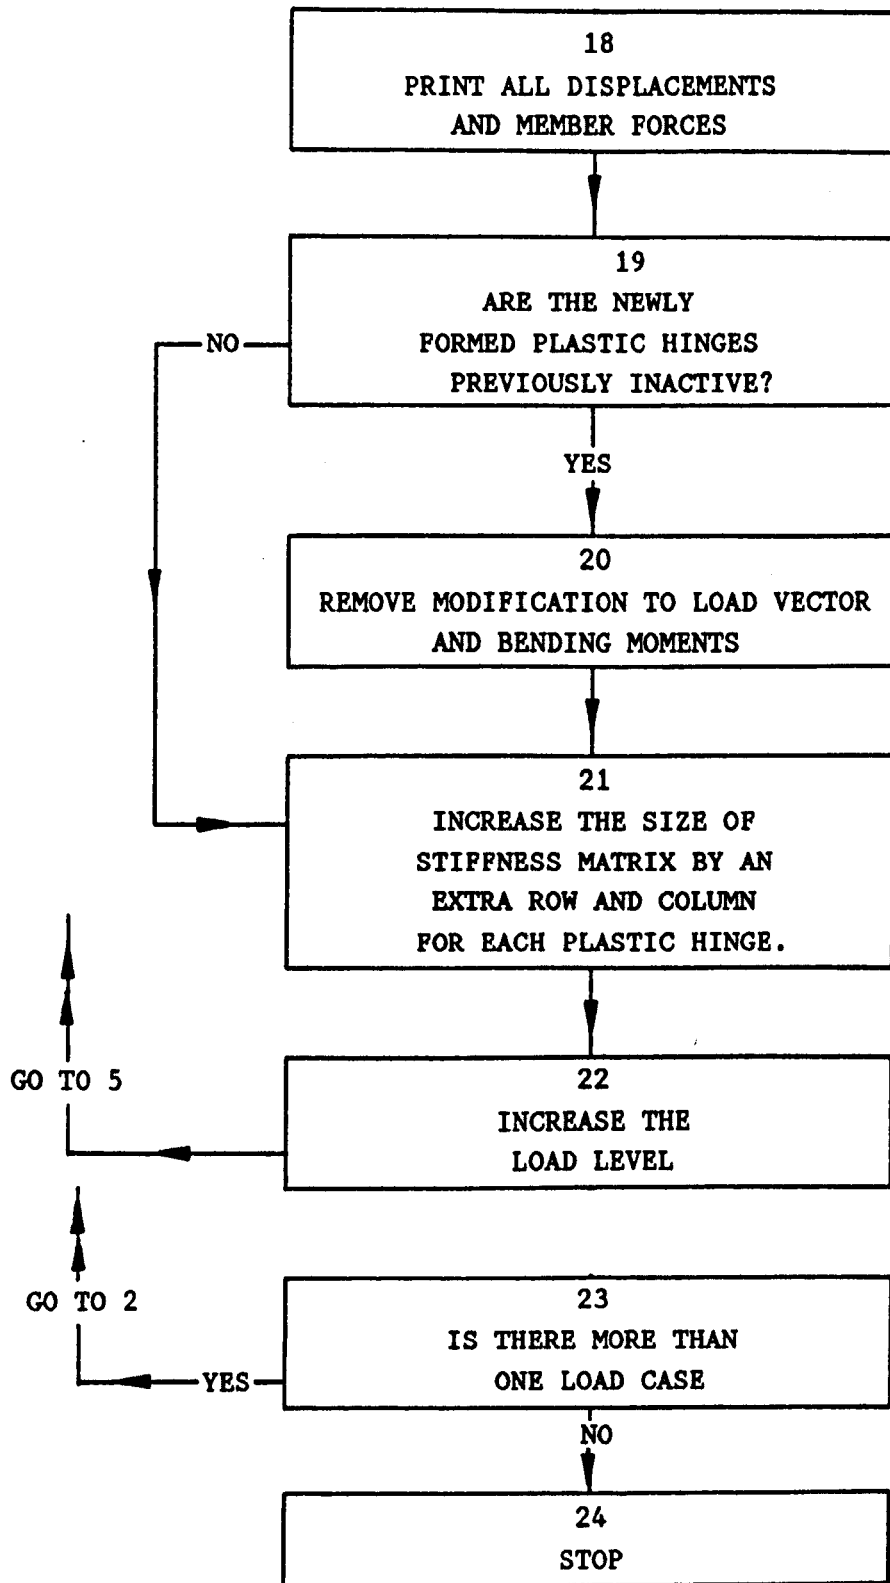 18
PRINT ALL DISPLACEMENTS
AND MEMBER FORCES
19
ARE THE NEWLY
FORMED PLASTIC HINGES
PREVIOUSLY INACTIVE?
NO
YES
20
REMOVE MODIFICATION TO LOAD VECTOR
AND BENDING MOMENTS
21
INCREASE THE SIZE OF
STIFFNESS MATRIX BY AN
EXTRA ROW AND COLUMN
FOR EACH PLASTIC HINGE.
22
INCREASE THE
LOAD LEVEL
GO TO 5
23
IS THERE MORE THAN
ONE LOAD CASE
YES
GO TO 2
NO
24
STOP